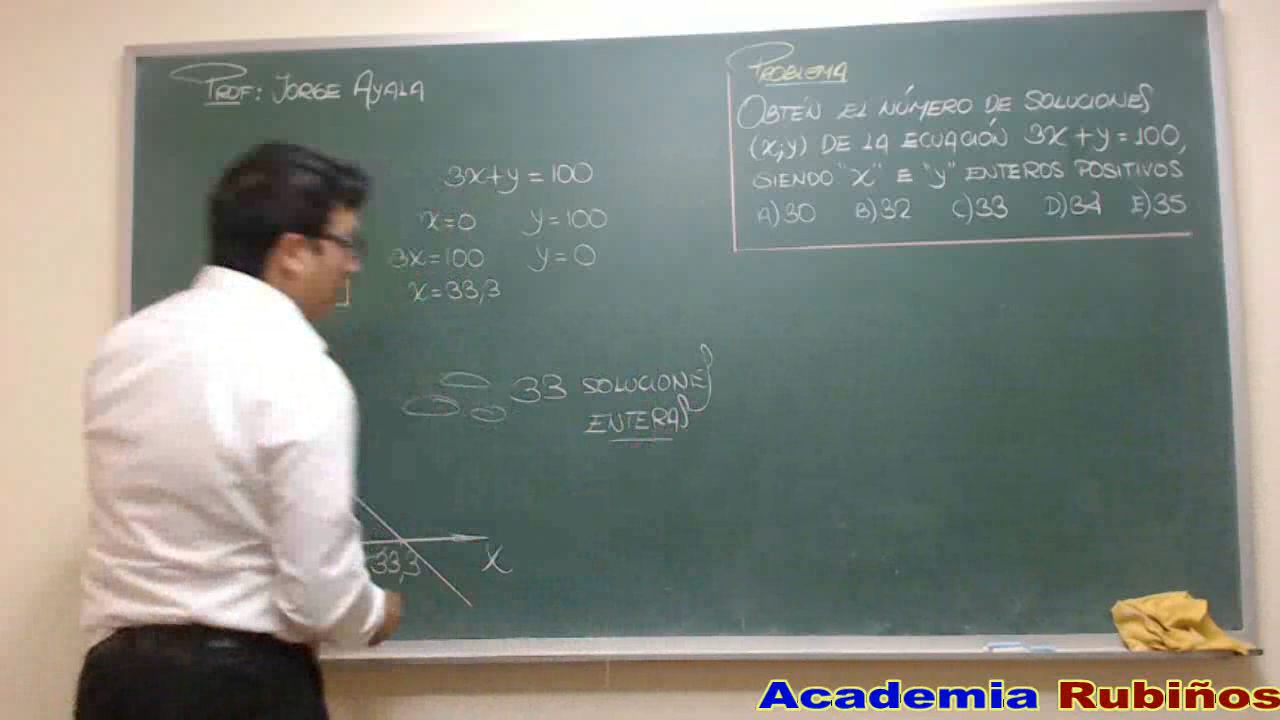 PROF: JORGE AYALA
3x+y=100
x=0 y=100
3x=100 y=0
x=33,3
33 SOLUCIONES
ENTERAS
33,3
X
PROBLEMA
OBTÉN EL NÚMERO DE SOLUCIONES
(x;y) DE LA ECUACIÓN 3x+y=100,
SIENDO "x" E "y" ENTEROS POSITIVOS
A)30 B)32 C)33 D)34 E)35
Academia Rubiños